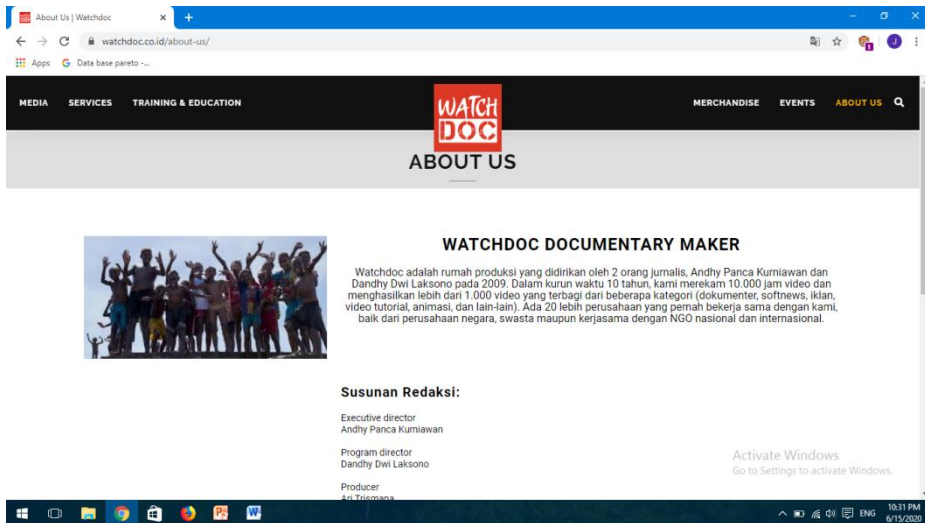 About Us | Watchdoc
watchdoc.co.id/about-us/
Apps
Data base pareto -...
MEDIA SERVICES TRAINING & EDUCATION
WATCH
DOC
MERCHANDISE EVENTS ABOUT US
ABOUT US
WATCHDOC DOCUMENTARY MAKER
Watchdoc adalah rumah produksi yang didirikan oleh 2 orang jurnalis, Andhy Panca Kurniawan dan
Dandhy Dwi Laksono pada 2009. Dalam kurun waktu 10 tahun, kami merekam 10.000 jam video dan
menghasilkan lebih dari 1.000 video yang terbagi dari beberapa kategori (dokumenter, softnews, iklan,
video tutorial, animasi, dan lain-lain). Ada 20 lebih perusahaan yang pernah bekerja sama dengan kami,
baik dari perusahaan negara, swasta maupun kerjasama dengan NGO nasional dan internasional.
Susunan Redaksi:
Executive director
Andhy Panca Kurniawan
Program director
Dandhy Dwi Laksono
Producer
Ari Trismana
Activate Windows
Go to Settings to activate Windows.
ENG
10:31 PM
6/15/2020